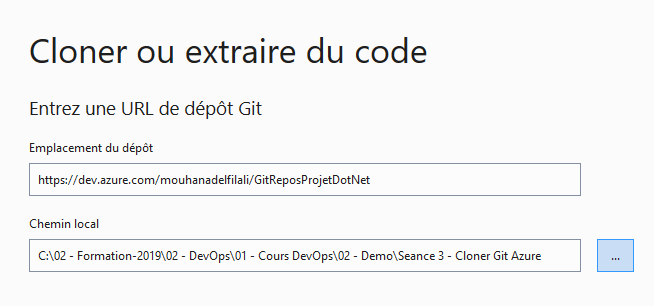 Cloner ou extraire du code
Entrez une URL de dépôt Git
Emplacement du dépôt
https://dev.azure.com/mouhanadelfilali/GitReposProjetDotNet
Chemin local
C:\02 - Formation-2019\02 - DevOps\01 - Cours DevOps\02 - Demo\Seance 3 - Cloner Git Azure
...